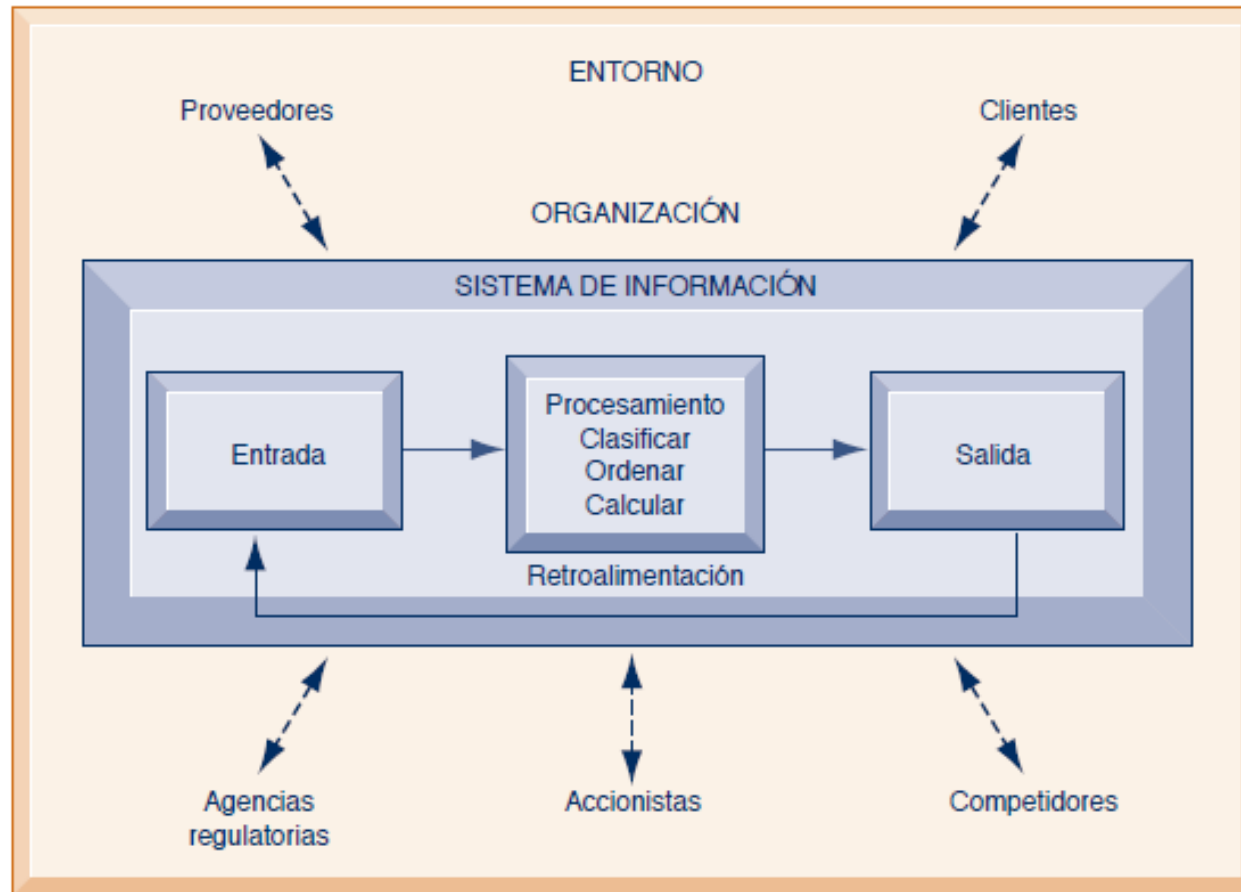 ENTORNO
Proveedores
Clientes
ORGANIZACIÓN
SISTEMA DE INFORMACIÓN
Entrada
Procesamiento
Clasificar
Ordenar
Calcular
Salida
Retroalimentación
Agencias
regulatorias
Accionistas
Competidores